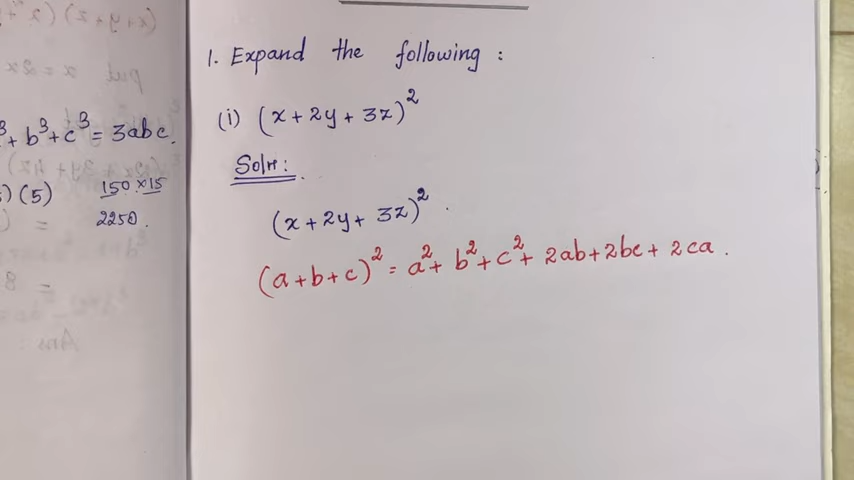 ³+b³+c³=3abc.
)(5) 150×15
2250.
1. Expand the following :
(i) (x+2y+3z)²
Soln:
(x+2y+3z)².
(a+b+c)² = a²+b²+c²+2ab+2bc+2ca.